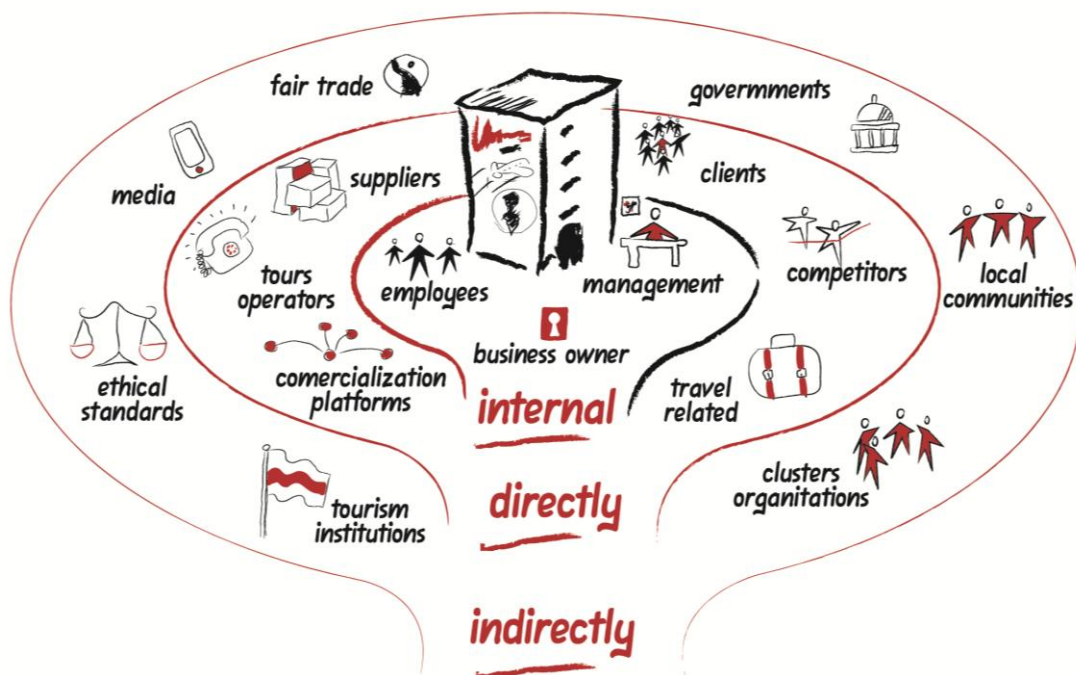 fair trade
governments
media
suppliers
clients
tours
operators
employees
management
competitors
local
communities
business owner
ethical
standards
comercialization
platforms
travel
related
internal
clusters
organitations
tourism
institutions
directly
indirectly